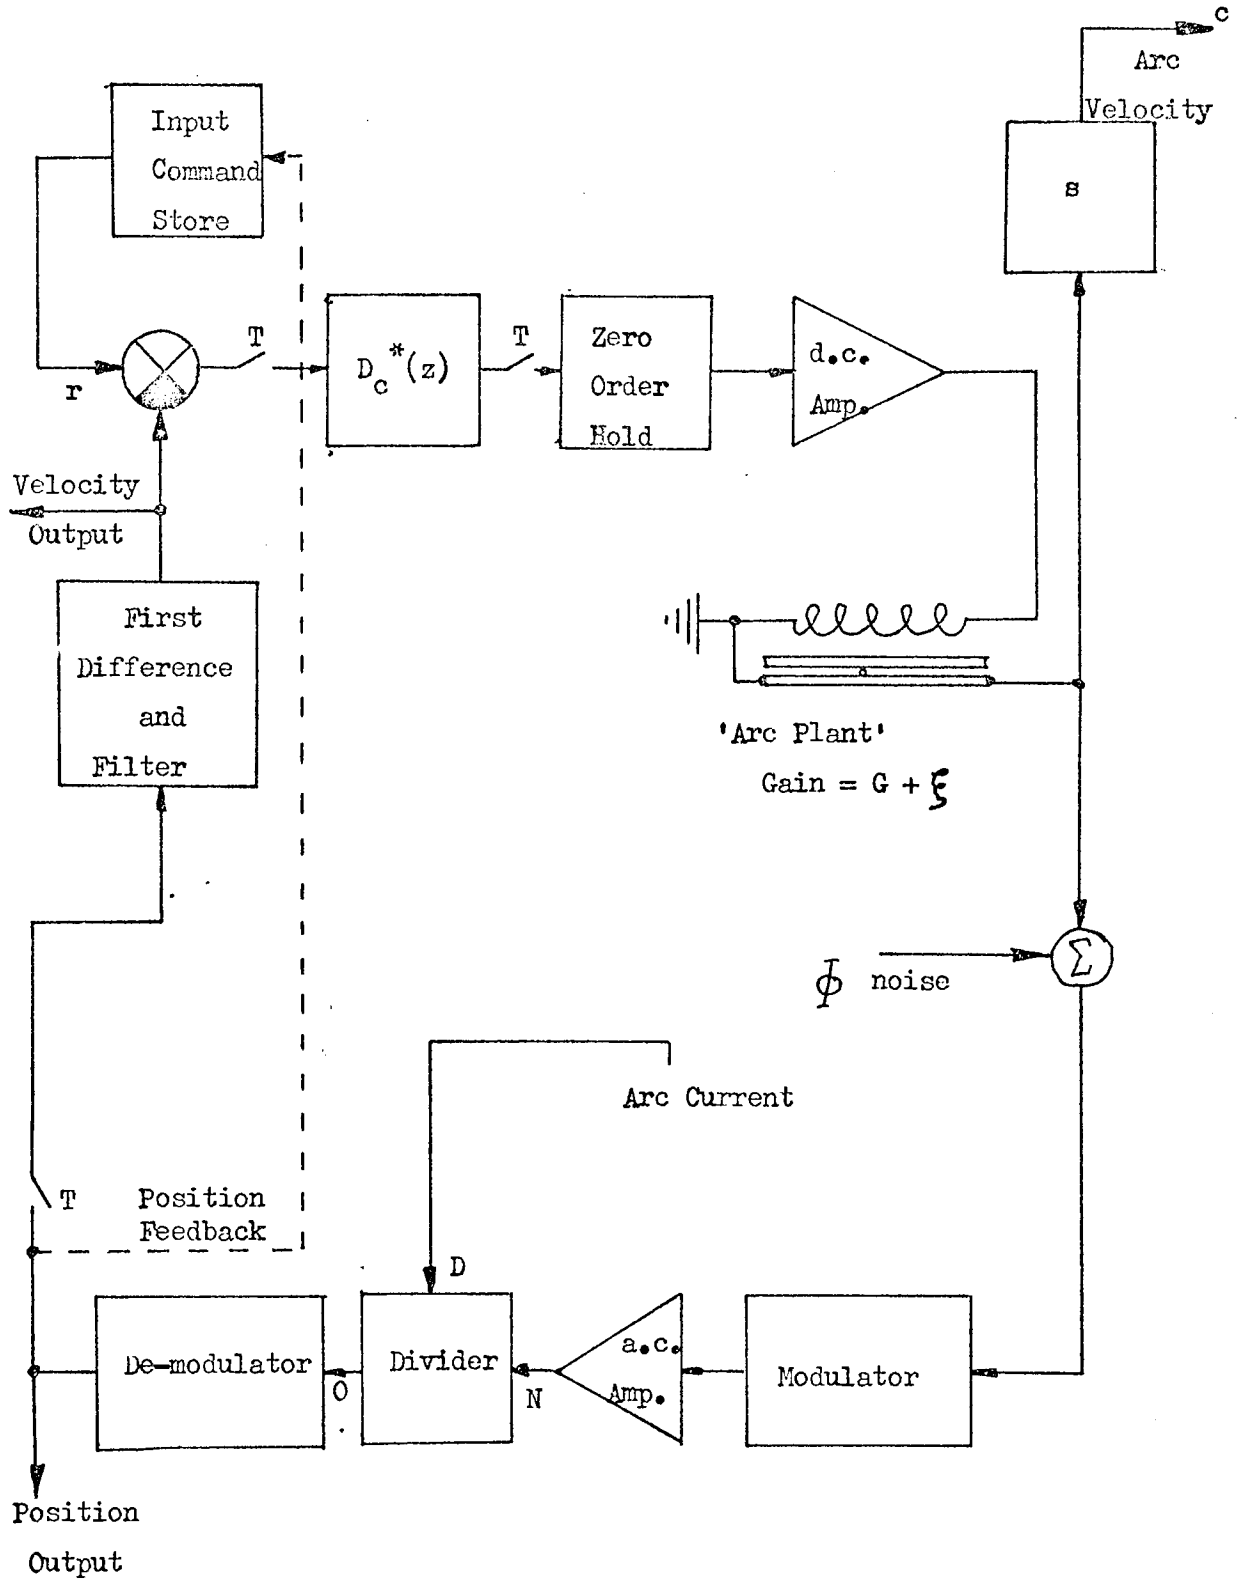 c
Arc
Velocity
s
Input
Command
Store
r
T
D_c*(z)
T
Zero
Order
Hold
d.c.
Amp.
Velocity
Output
First
Difference
and
Filter
'Arc Plant'
Gain = G + ξ
Σ
ϕ noise
Arc Current
T
Position
Feedback
D
De-modulator
O
Divider
N
a.c.
Amp.
Modulator
Position
Output